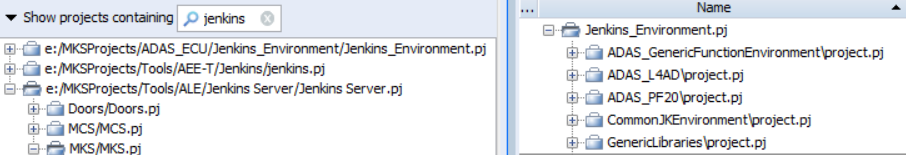 Show projects containing jenkins
e:/MKSProjects/ADAS_ECU/Jenkins_Environment/Jenkins_Environment.pj
e:/MKSProjects/Tools/AEE-T/Jenkins/jenkins.pj
e:/MKSProjects/Tools/ALE/Jenkins Server/Jenkins Server.pj
Doors/Doors.pj
MCS/MCS.pj
MKS/MKS.pj
... Name
Jenkins_Environment.pj
ADAS_GenericFunctionEnvironment\project.pj
ADAS_L4AD\project.pj
ADAS_PF20\project.pj
CommonJKEnvironment\project.pj
GenericLibraries\project.pj